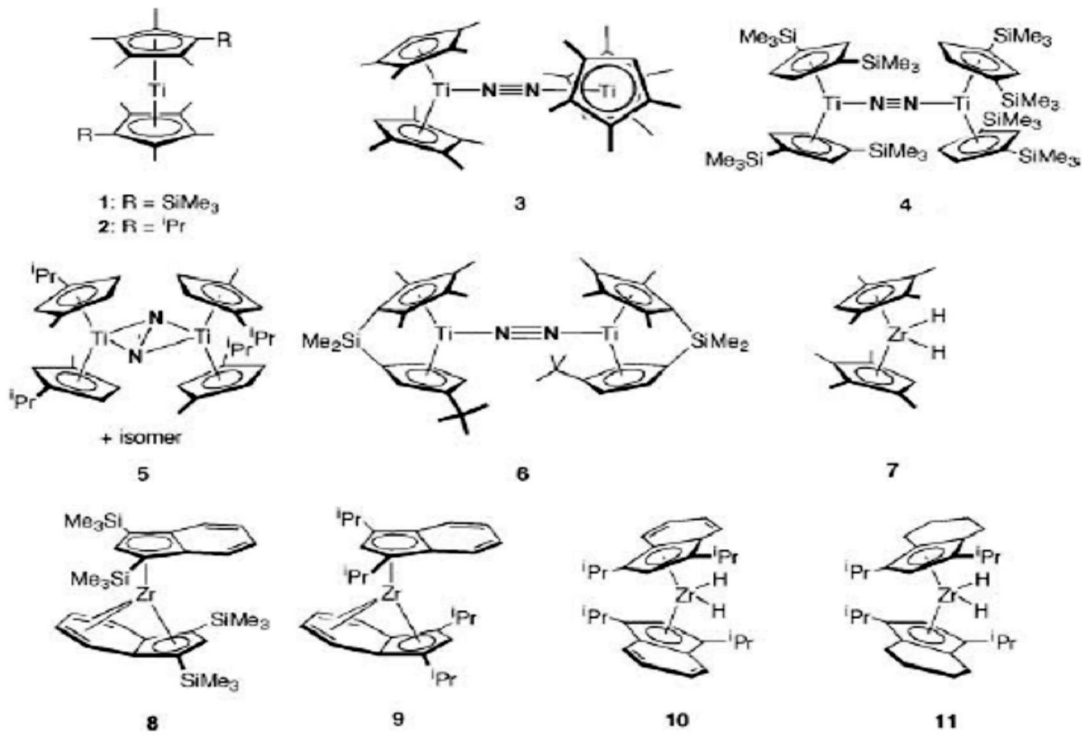 R
Ti
R
1: R = SiMe₃
2: R = ⁱPr
Ti N N Ti
3
Me₃Si SiMe₃
SiMe₃ SiMe₃
Ti N N Ti
SiMe₃
Me₃Si SiMe₃ SiMe₃
4
ⁱPr
N
Ti Ti
N
ⁱPr ⁱPr
ⁱPr
+ isomer
5
Ti N N Ti
Me₂Si SiMe₂
6
H
Zr
H
7
Me₃Si
Me₃Si
Zr
SiMe₃
SiMe₃
8
ⁱPr
ⁱPr
Zr
ⁱPr
ⁱPr
9
ⁱPr ⁱPr
H
Zr
H
ⁱPr
ⁱPr
10
ⁱPr ⁱPr
H
Zr
H
ⁱPr
ⁱPr
11